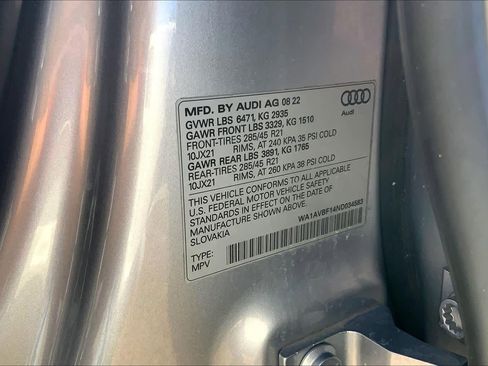 MFD. BY AUDI AG 08 22
GVWR LBS 6471, KG 2935
GAWR FRONT LBS 3329, KG 1510
FRONT-TIRES 285/45 R21
10JX21 RIMS, AT 240 KPA 35 PSI COLD
GAWR REAR LBS 3891, KG 1765
REAR-TIRES 285/45 R21
10JX21 RIMS, AT 260 KPA 38 PSI COLD
Audi
THIS VEHICLE CONFORMS TO ALL APPLICABLE
U.S. FEDERAL MOTOR VEHICLE SAFETY
STANDARDS IN EFFECT ON THE DATE OF
MANUFACTURE SHOWN ABOVE.
SLOVAKIA
WA1AVBF14ND034583
TYPE:
MPV